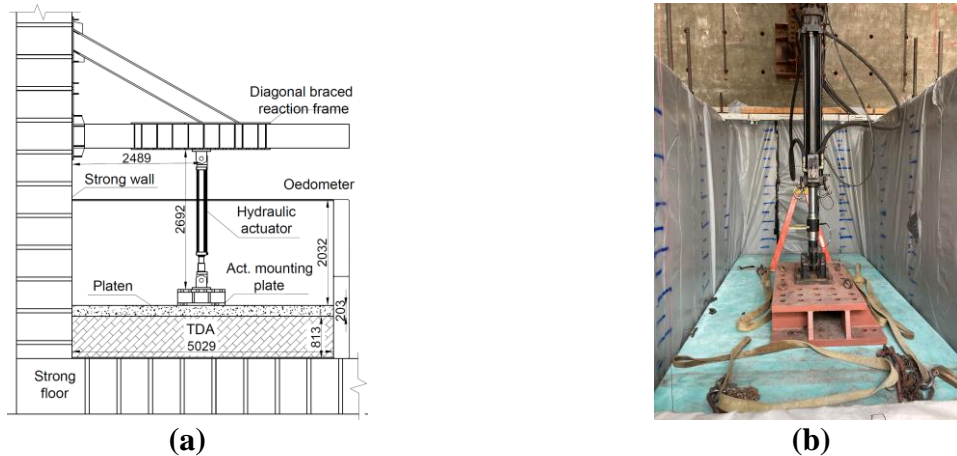 Diagonal braced
reaction frame
2489
Strong wall
Oedometer
2692
Hydraulic
actuator
2032
Act. mounting
plate
Platen
203
TDA
5029
813
Strong
floor
(a)
(b)